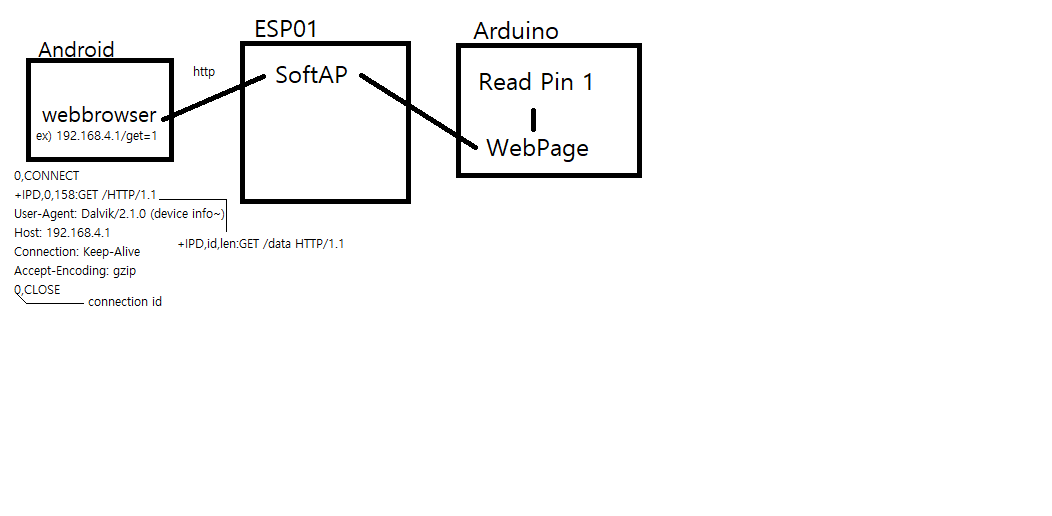 Android
webbrowser
ex) 192.168.4.1/get=1
http
ESP01
SoftAP
Arduino
Read Pin 1
WebPage
0,CONNECT
+IPD,0,158:GET /HTTP/1.1
User-Agent: Dalvik/2.1.0 (device info~)
Host: 192.168.4.1
Connection: Keep-Alive
Accept-Encoding: gzip
0,CLOSE
+IPD,id,len:GET /data HTTP/1.1
connection id